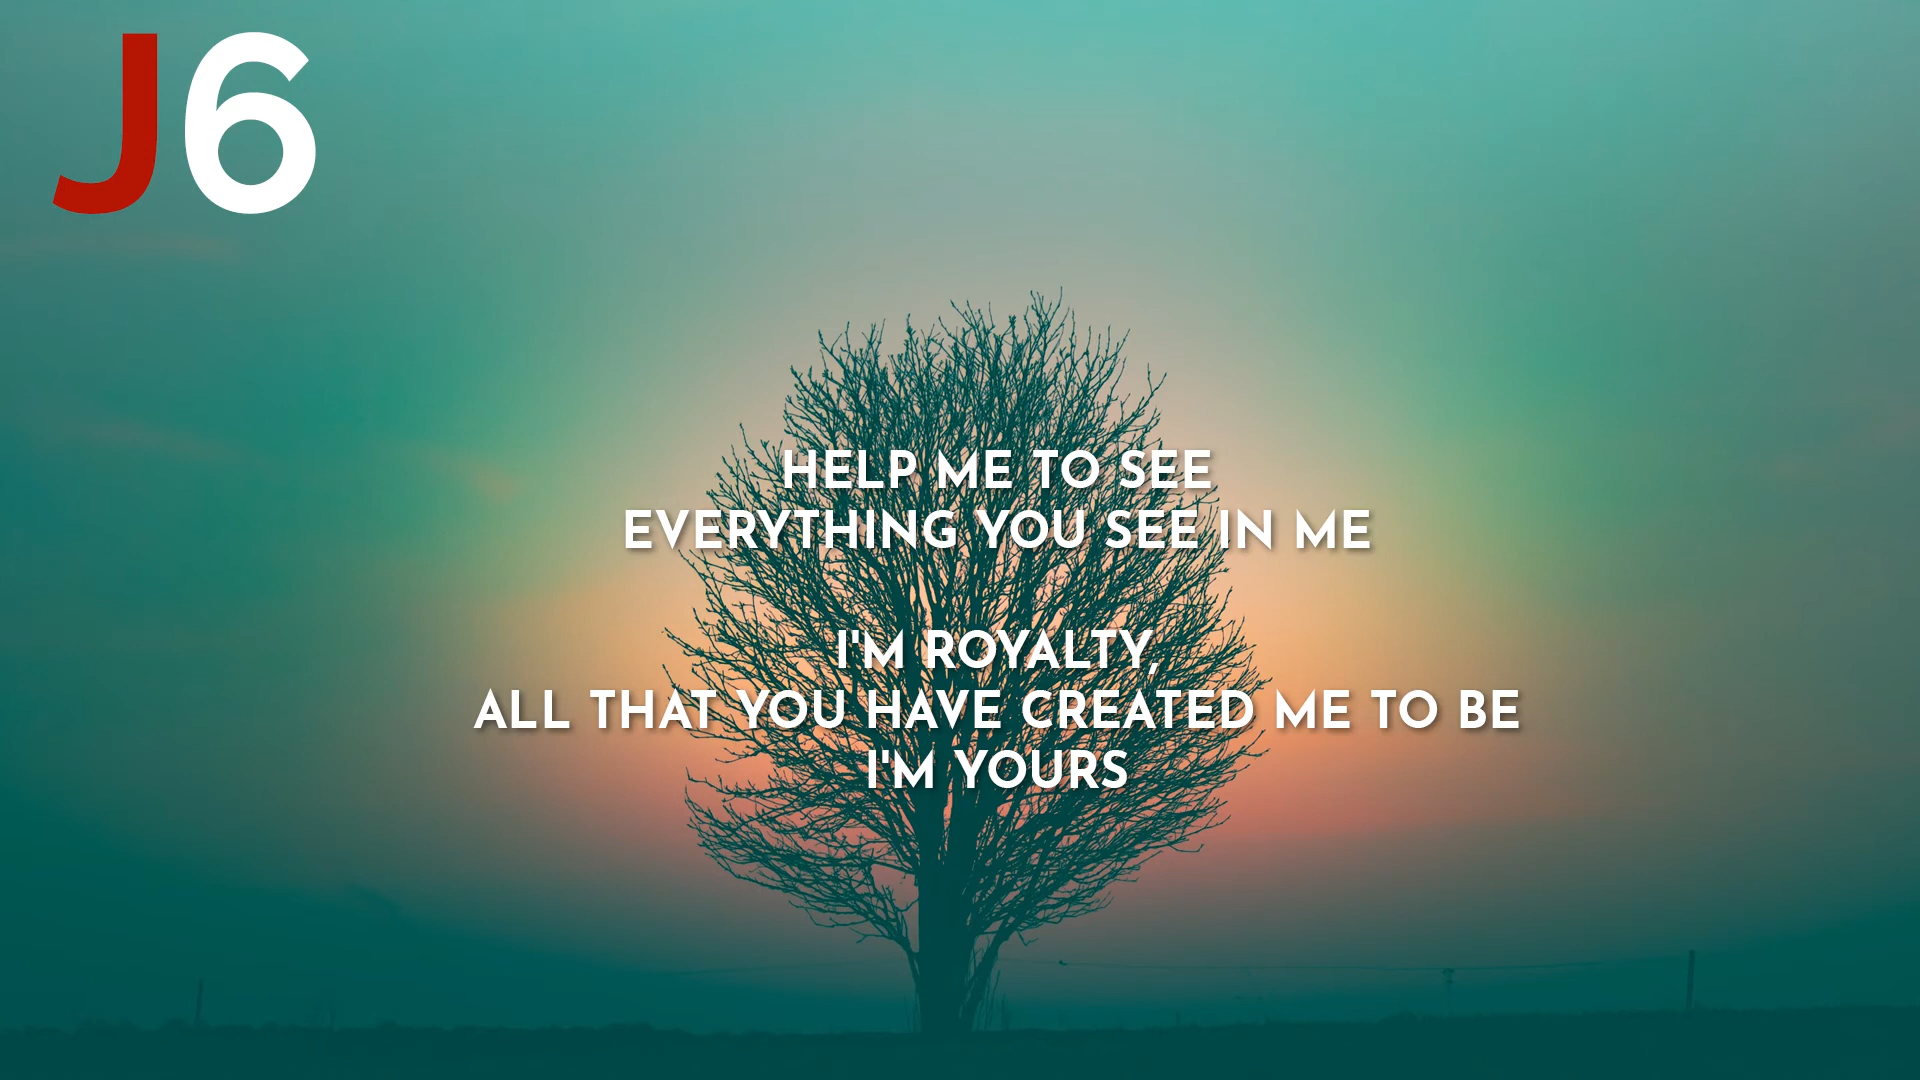 J6
HELP ME TO SEE
EVERYTHING YOU SEE IN ME
I'M ROYALTY,
ALL THAT YOU HAVE CREATED ME TO BE
I'M YOURS